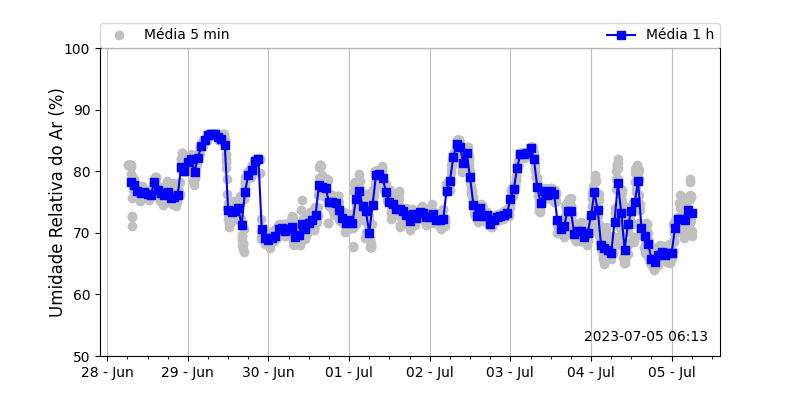 Média 5 min
Média 1 h
Umidade Relativa do Ar (%)
100
90
80
70
60
50
2023-07-05 06:13
28 - Jun
29 - Jun
30 - Jun
01 - Jul
02 - Jul
03 - Jul
04 - Jul
05 - Jul